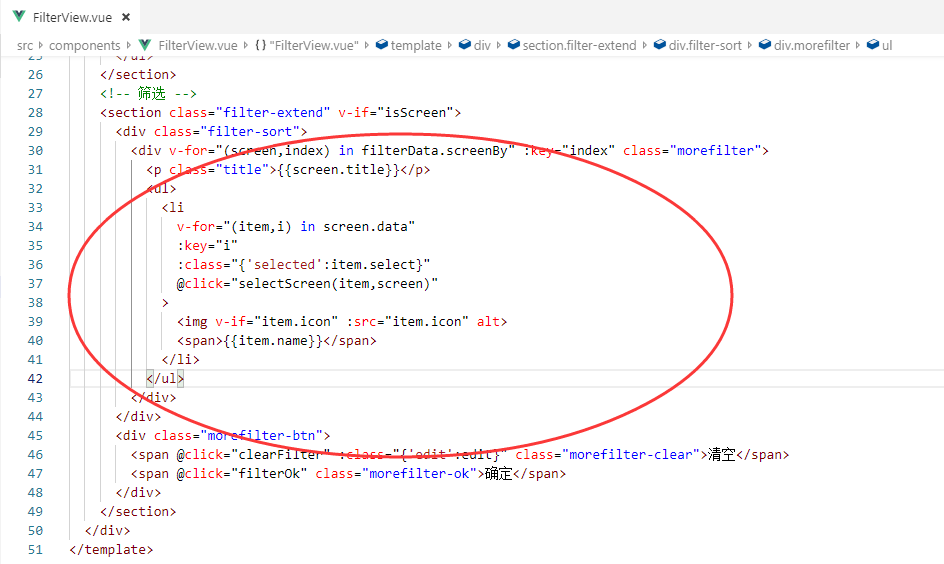 FilterView.vue ×
src › components › FilterView.vue › {} "FilterView.vue" › template › div › section.filter-extend › div.filter-sort › div.morefilter › ul
25 </ul>
26 </section>
27 <!-- 筛选 -->
28 <section class="filter-extend" v-if="isScreen">
29 <div class="filter-sort">
30 <div v-for="(screen,index) in filterData.screenBy" :key="index" class="morefilter">
31 <p class="title">{{screen.title}}</p>
32 <ul>
33 <li
34 v-for="(item,i) in screen.data"
35 :key="i"
36 :class="{'selected':item.select}"
37 @click="selectScreen(item,screen)"
38 >
39 <img v-if="item.icon" :src="item.icon" alt>
40 <span>{{item.name}}</span>
41 </li>
42 </ul>
43 </div>
44 </div>
45 <div class="morefilter-btn">
46 <span @click="clearFilter" :class="{'edit':edit}" class="morefilter-clear">清空</span>
47 <span @click="filterOk" class="morefilter-ok">确定</span>
48 </div>
49 </section>
50 </div>
51 </template>